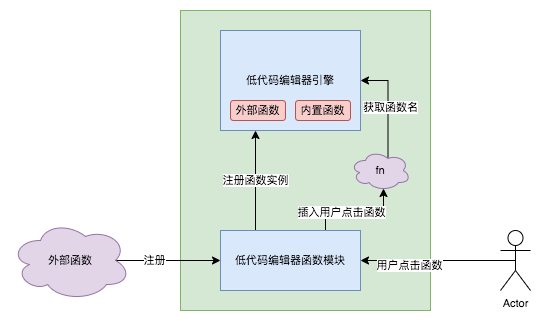 低代码编辑器引擎
外部函数
内置函数
获取函数名
fn
注册函数实例
插入用户点击函数
外部函数
注册
低代码编辑器函数模块
用户点击函数
Actor